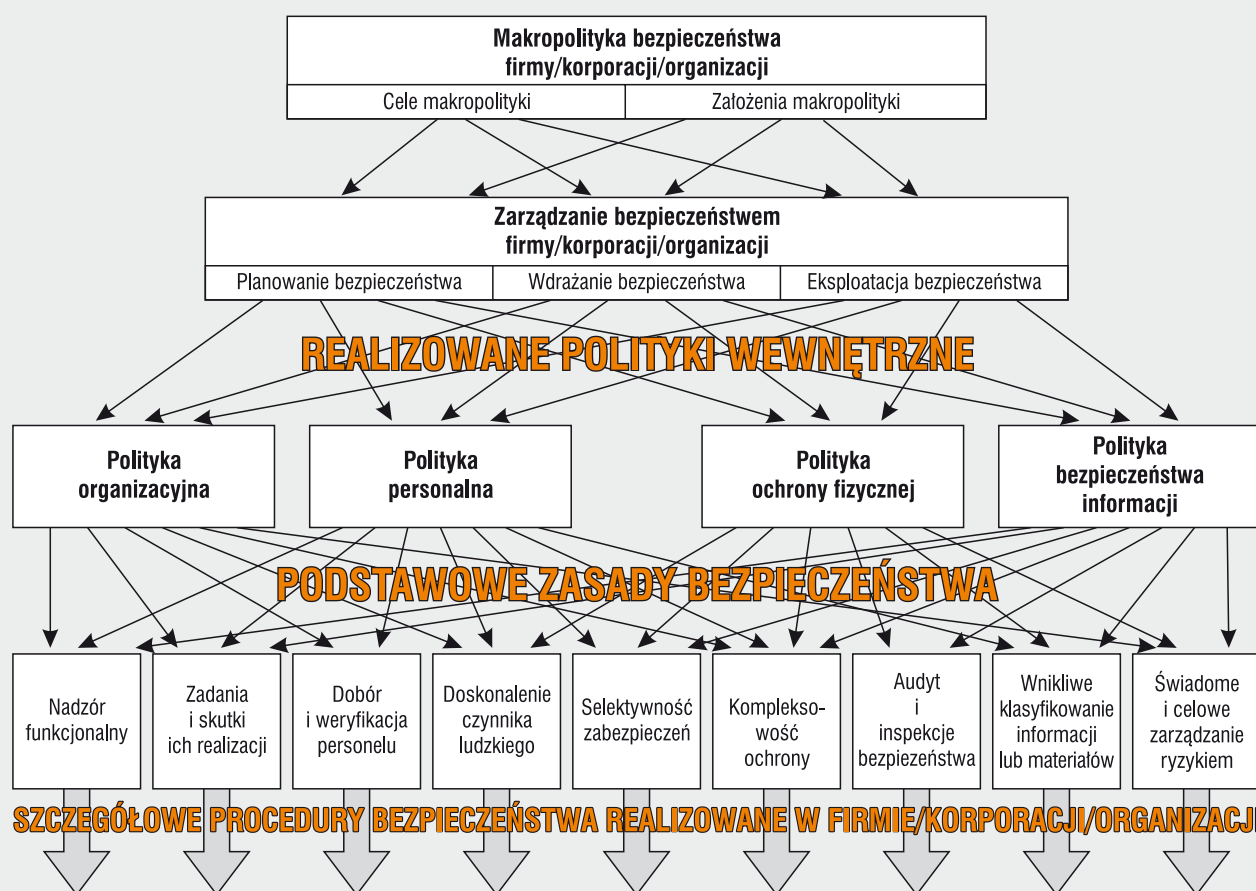 Makropolityka bezpieczeństwa
firmy/korporacji/organizacji
Cele makropolityki
Założenia makropolityki
Zarządzanie bezpieczeństwem
firmy/korporacji/organizacji
Planowanie bezpieczeństwa
Wdrażanie bezpieczeństwa
Eksploatacja bezpieczeństwa
REALIZOWANE POLITYKI WEWNĘTRZNE
Polityka
organizacyjna
Polityka
personalna
Polityka
ochrony fizycznej
Polityka
bezpieczeństwa
informacji
PODSTAWOWE ZASADY BEZPIECZEŃSTWA
Nadzór
funkcjonalny
Zadania
i skutki
ich realizacji
Dobór
i weryfikacja
personelu
Doskonalenie
czynnika
ludzkiego
Selektywność
zabezpieczeń
Komplekso-
wość
ochrony
Audyt
i
inspekcje
bezpiezeństwa
Wnikliwe
klasyfikowanie
informacji
lub materiałów
Świadome
i celowe
zarządzanie
ryzykiem
SZCZEGÓŁOWE PROCEDURY BEZPIECZEŃSTWA REALIZOWANE W FIRMIE/KORPORACJI/ORGANIZACJI